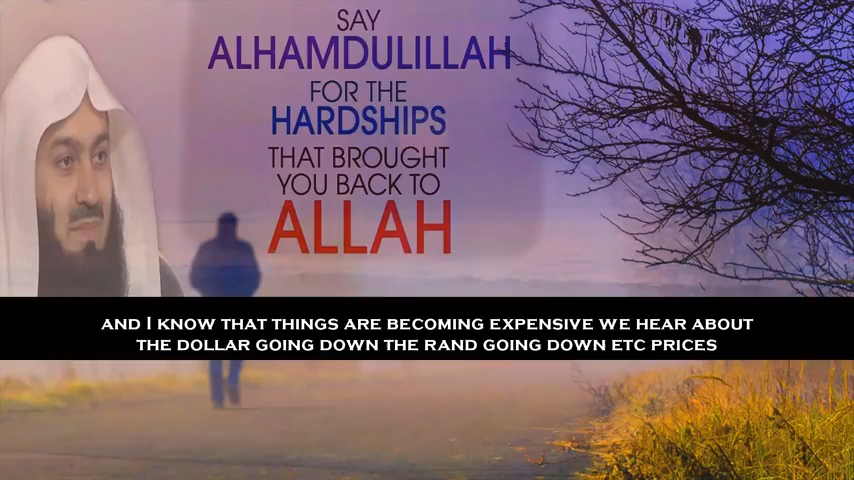 SAY
ALHAMDULILLAH
FOR THE
HARDSHIPS
THAT BROUGHT
YOU BACK TO
ALLAH
AND I KNOW THAT THINGS ARE BECOMING EXPENSIVE WE HEAR ABOUT
THE DOLLAR GOING DOWN THE RAND GOING DOWN ETC PRICES